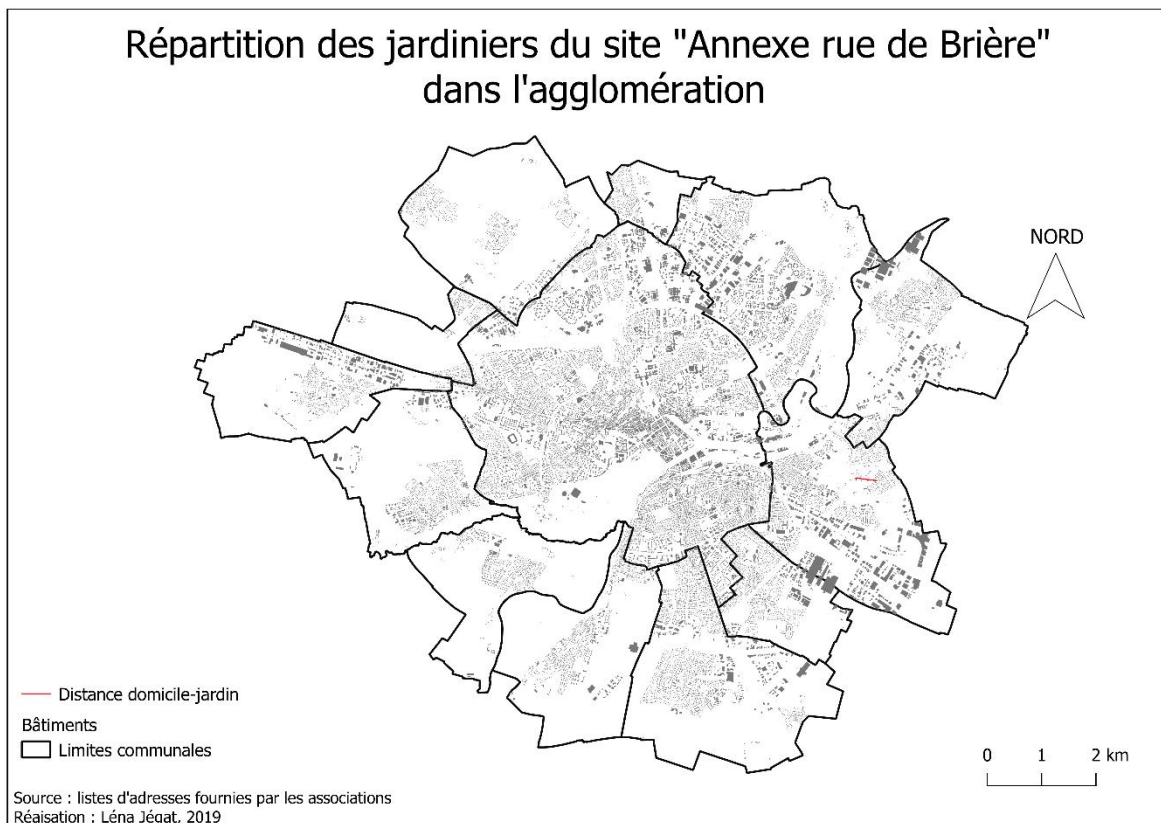 Répartition des jardiniers du site "Annexe rue de Brière"
dans l'agglomération
NORD
Distance domicile-jardin
Bâtiments
Limites communales
0 1 2 km
Source : listes d'adresses fournies par les associations
Réaisation : Léna Jégat, 2019